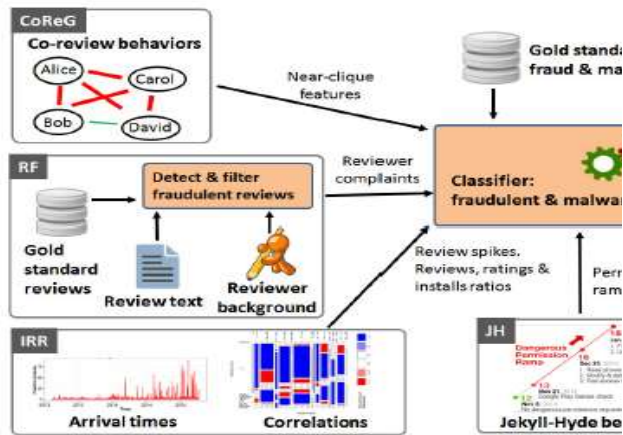 CoReG
Co-review behaviors
Alice
Carol
Bob
David
Near-clique
features
Gold standa
fraud & ma
RF
Detect & filter
fraudulent reviews
Gold
standard
reviews
Review text
Reviewer
background
Reviewer
complaints
Classifier:
fraudulent & malwar
Review spikes.
Reviews, ratings &
installs ratios
Perr
ram
IRR
Arrival times
Correlations
JH
Dangerous
Permission
Ramp
Jekyll-Hyde be